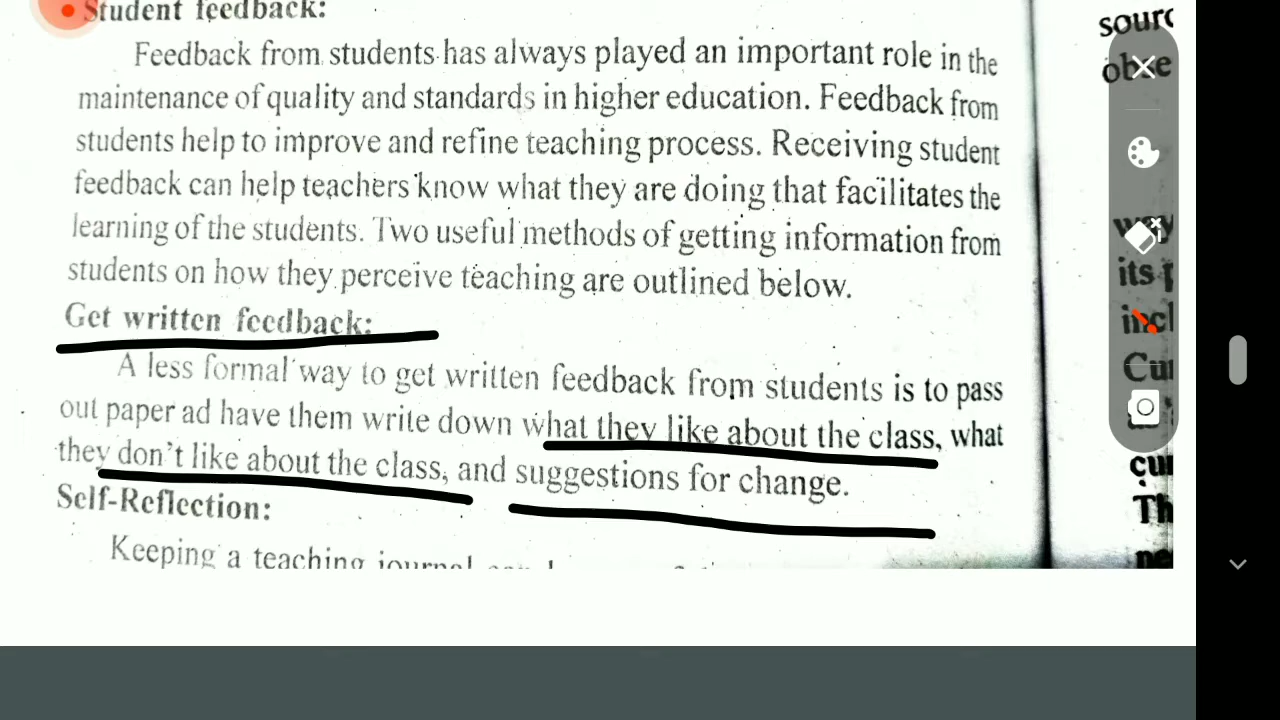 Student feedback:
Feedback from students has always played an important role in the
maintenance of quality and standards in higher education. Feedback from
students help to improve and refine teaching process. Receiving student
feedback can help teachers know what they are doing that facilitates the
learning of the students. Two useful methods of getting information from
students on how they perceive teaching are outlined below.
Get written feedback:
A less formal way to get written feedback from students is to pass
out paper ad have them write down what they like about the class, what
they don't like about the class, and suggestions for change.
Self-Reflection:
Keeping a teaching journal
its
Th